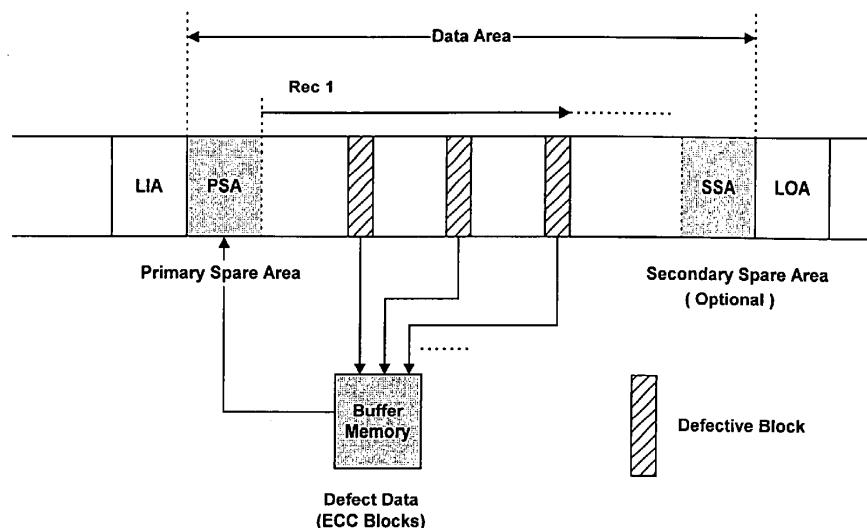 Data Area
Rec 1
LIA
PSA
SSA
LOA
Primary Spare Area
Secondary Spare Area
( Optional )
Buffer
Memory
Defective Block
Defect Data
(ECC Blocks)